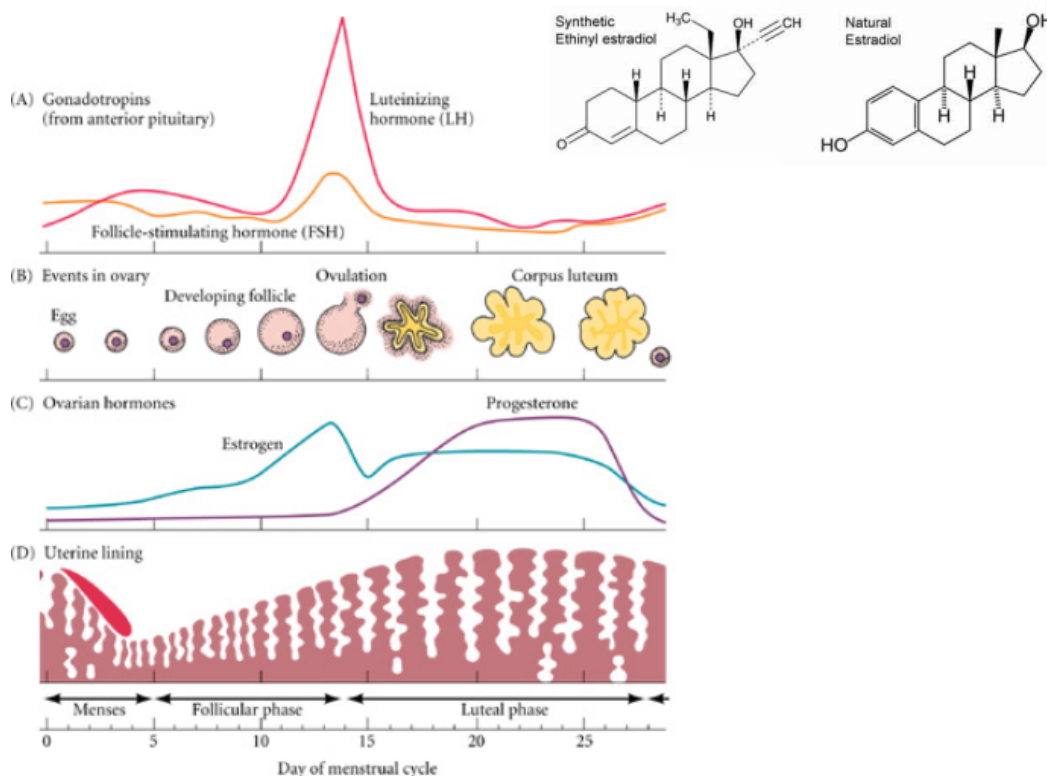 Synthetic
Ethinyl estradiol
Natural
Estradiol
H₃C
OH
CH
H
H
H
H
O
OH
H
H
H
HO
(A) Gonadotropins
(from anterior pituitary)
Luteinizing
hormone (LH)
Follicle-stimulating hormone (FSH)
(B) Events in ovary
Ovulation
Corpus luteum
Developing follicle
Egg
(C) Ovarian hormones
Progesterone
Estrogen
(D) Uterine lining
Menses
Follicular phase
Luteal phase
0 5 10 15 20 25
Day of menstrual cycle